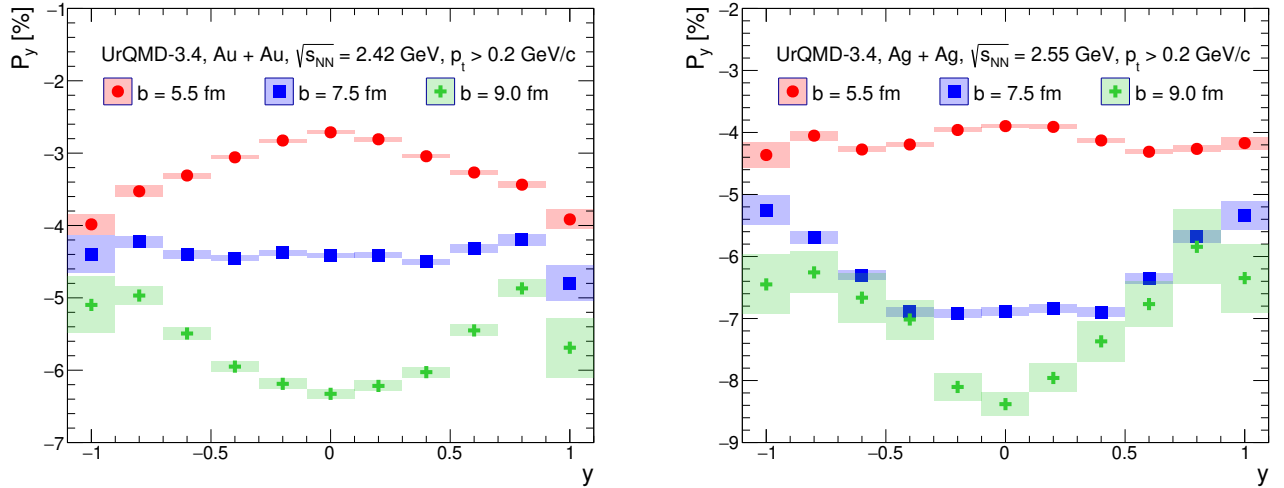 P_y [%]
UrQMD-3.4, Au + Au, √s_NN = 2.42 GeV, p_t > 0.2 GeV/c
b = 5.5 fm b = 7.5 fm b = 9.0 fm
−1
−2
−3
−4
−5
−6
−7
−1 −0.5 0 0.5 1
y
P_y [%]
UrQMD-3.4, Ag + Ag, √s_NN = 2.55 GeV, p_t > 0.2 GeV/c
b = 5.5 fm b = 7.5 fm b = 9.0 fm
−2
−3
−4
−5
−6
−7
−8
−9
−1 −0.5 0 0.5 1
y